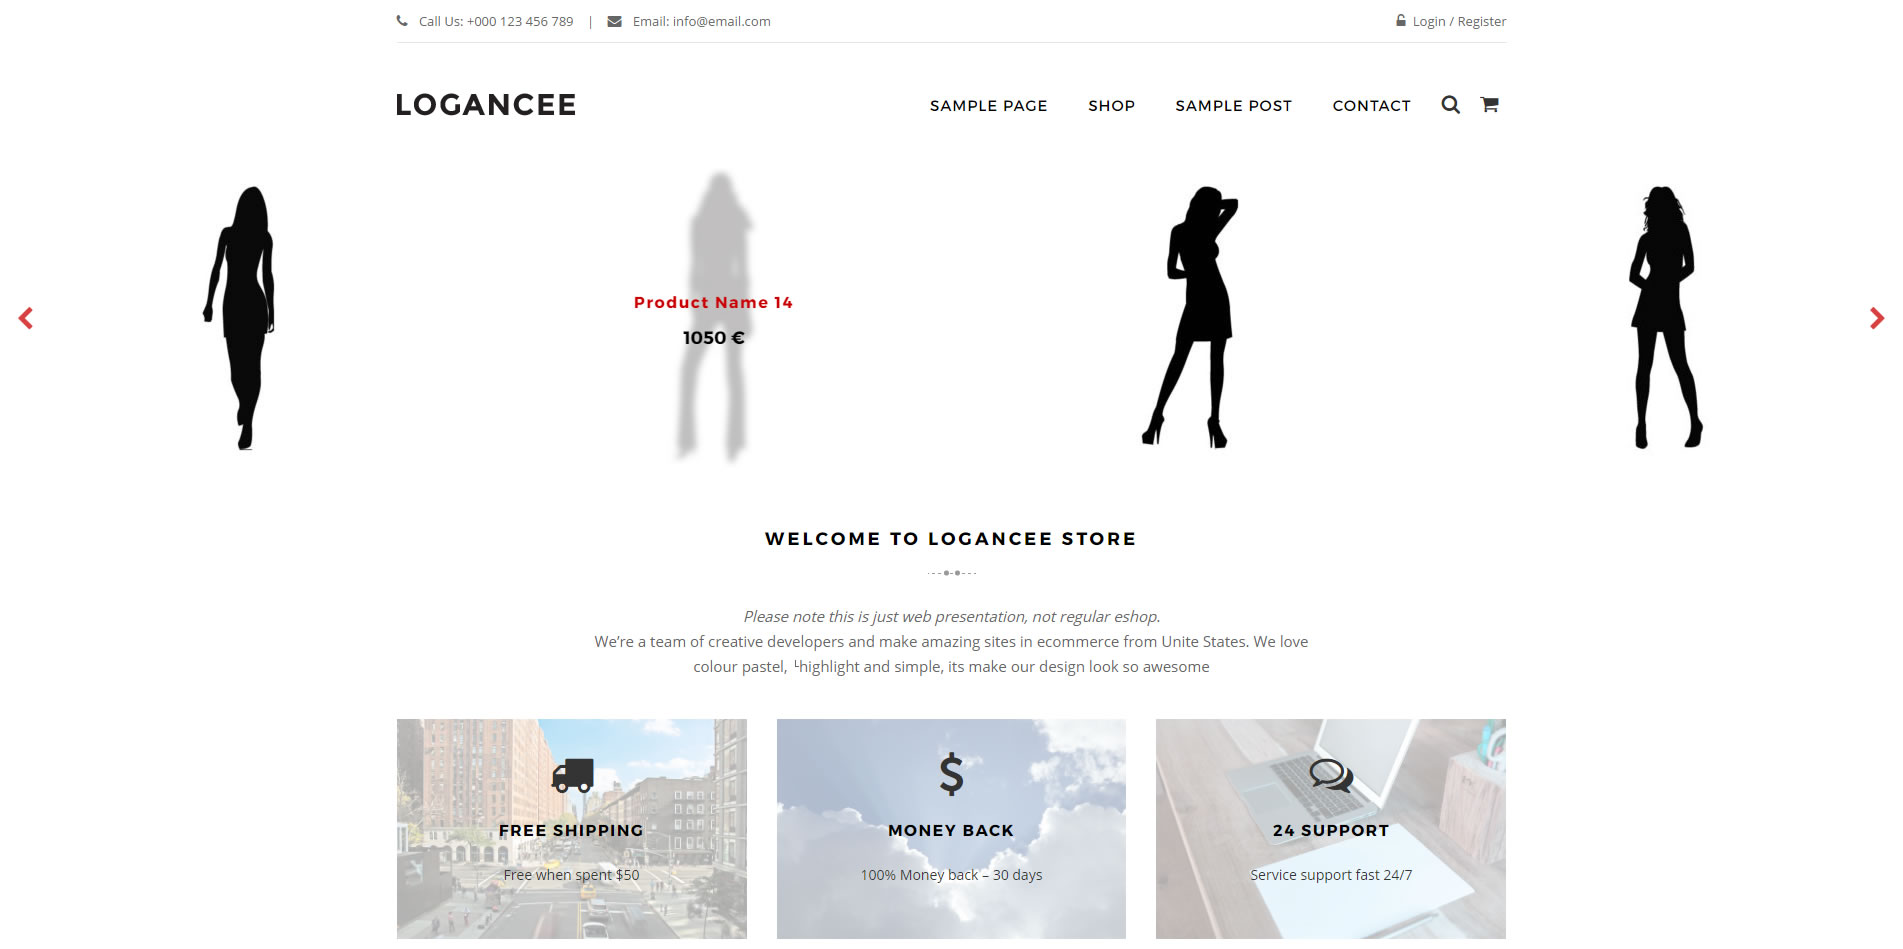 Call Us: +000 123 456 789 | Email: info@email.com
Login / Register
LOGANCEE
SAMPLE PAGE SHOP SAMPLE POST CONTACT
Product Name 14
1050 €
WELCOME TO LOGANCEE STORE
Please note this is just web presentation, not regular eshop.
We’re a team of creative developers and make amazing sites in ecommerce from Unite States. We love
colour pastel, └highlight and simple, its make our design look so awesome
FREE SHIPPING
Free when spent $50
$
MONEY BACK
100% Money back – 30 days
24 SUPPORT
Service support fast 24/7